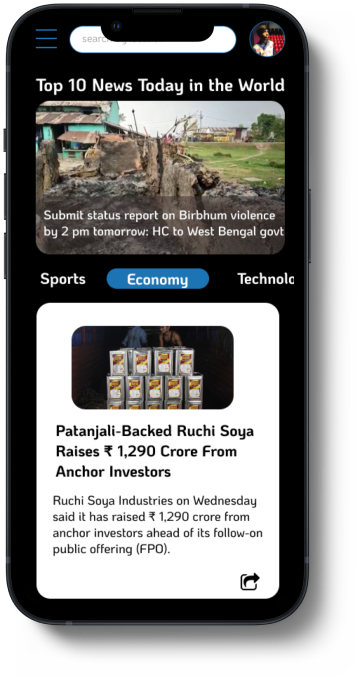 Top 10 News Today in the World
Submit status report on Birbhum violence
by 2 pm tomorrow: HC to West Bengal govt
Sports
Economy
Technolo
Patanjali-Backed Ruchi Soya
Raises ₹ 1,290 Crore From
Anchor Investors
Ruchi Soya Industries on Wednesday
said it has raised ₹ 1,290 crore from
anchor investors ahead of its follow-on
public offering (FPO).